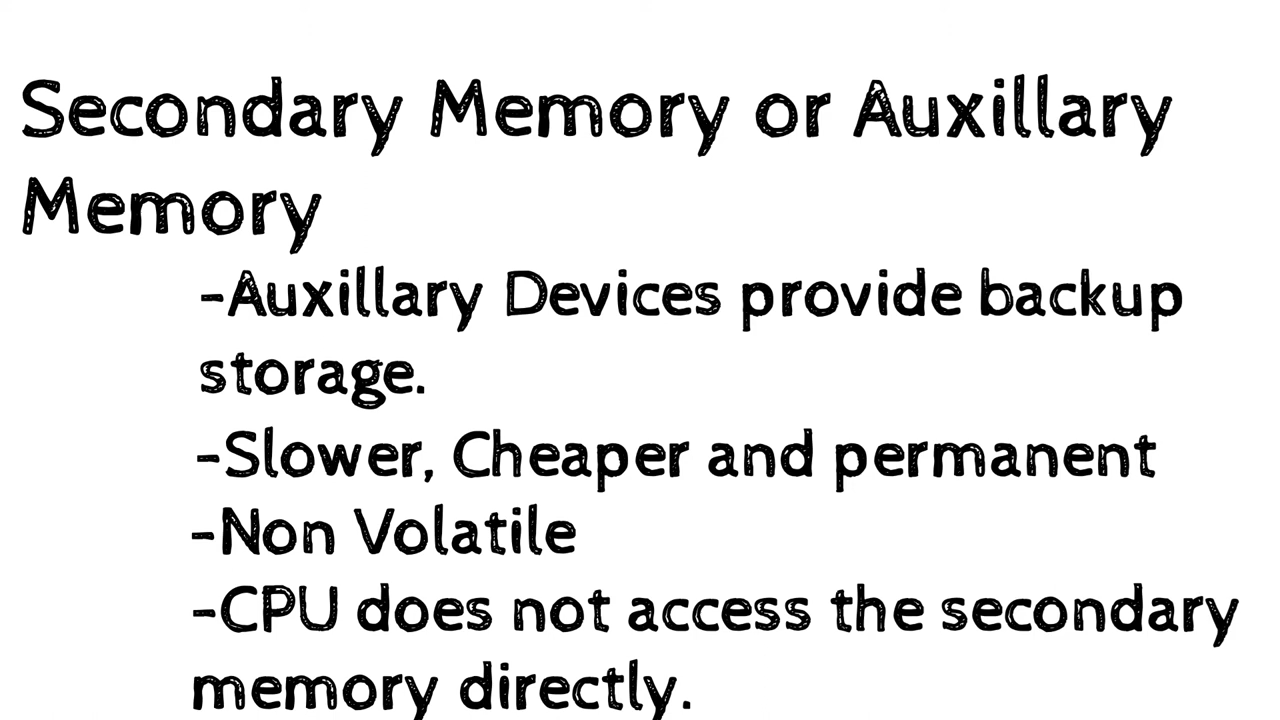 Secondary Memory or Auxillary
Memory
-Auxillary Devices provide backup
storage.
-Slower, Cheaper and permanent
-Non Volatile
-CPU does not access the secondary
memory directly.